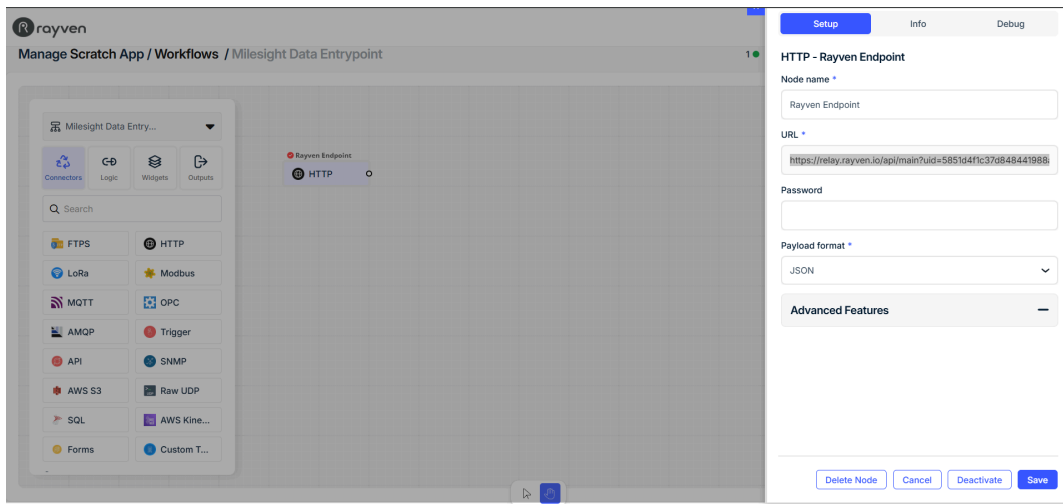 rayven
Manage Scratch App / Workflows / Milesight Data Entrypoint
1
Milesight Data Entry...
Connectors
Logic
Widgets
Outputs
Search
FTPS
HTTP
LoRa
Modbus
MQTT
OPC
AMQP
Trigger
API
SNMP
AWS S3
Raw UDP
SQL
AWS Kine...
Forms
Custom T...
Rayven Endpoint
HTTP
Setup
Info
Debug
HTTP - Rayven Endpoint
Node name *
Rayven Endpoint
URL *
https://relay.rayven.io/api/main?uid=5851d4f1c37d848441988
Password
Payload format *
JSON
Advanced Features
Delete Node
Cancel
Deactivate
Save